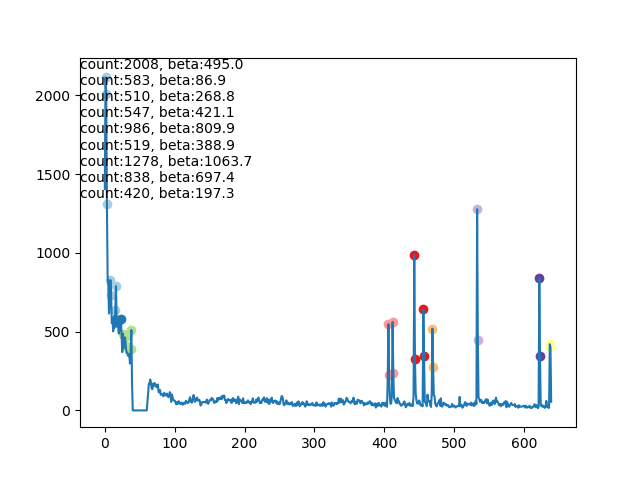 count:2008, beta:495.0
count:583, beta:86.9
count:510, beta:268.8
count:547, beta:421.1
count:986, beta:809.9
count:519, beta:388.9
count:1278, beta:1063.7
count:838, beta:697.4
count:420, beta:197.3
2000
1500
1000
500
0
0 100 200 300 400 500 600